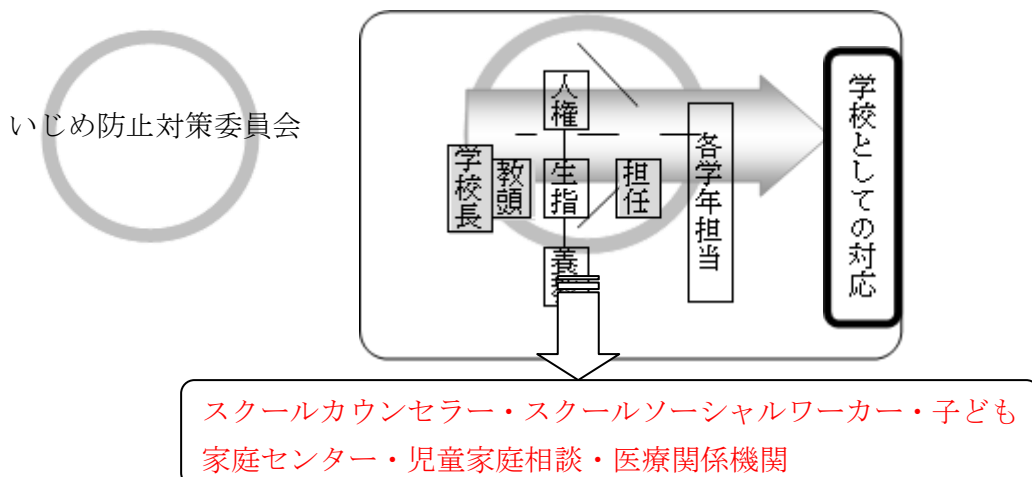 いじめ防止対策委員会
学校長
教頭
人権
生指
養
担任
各学年担当
学校としての対応
スクールカウンセラー・スクールソーシャルワーカー・子ども
家庭センター・児童家庭相談・医療関係機関